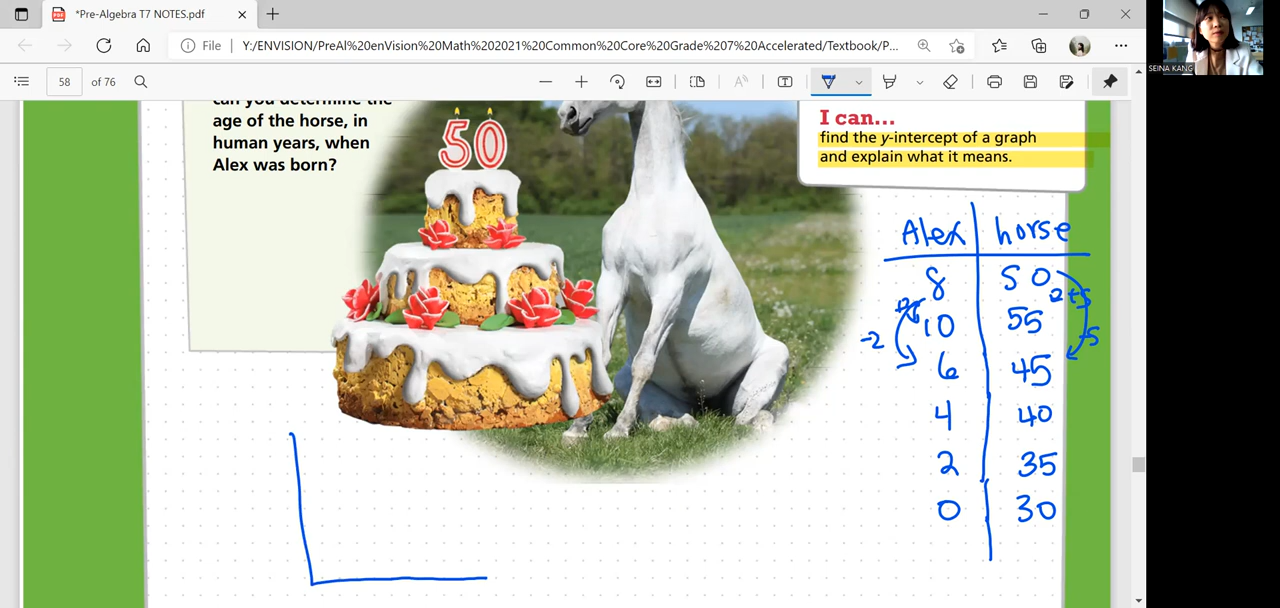 *Pre-Algebra T7 NOTES.pdf
File
Y:/ENVISION/PreAl%20enVision%20Math%202021%20Common%20Core%20Grade%207%20Accelerated/Textbook/P...
58 of 76
SEINA KANG
can you determine the
age of the horse, in
human years, when
Alex was born?
50
I can...
find the y-intercept of a graph
and explain what it means.
Alex horse
8 50
+5
10 55
-2 -5
6 45
4 40
2 35
0 30